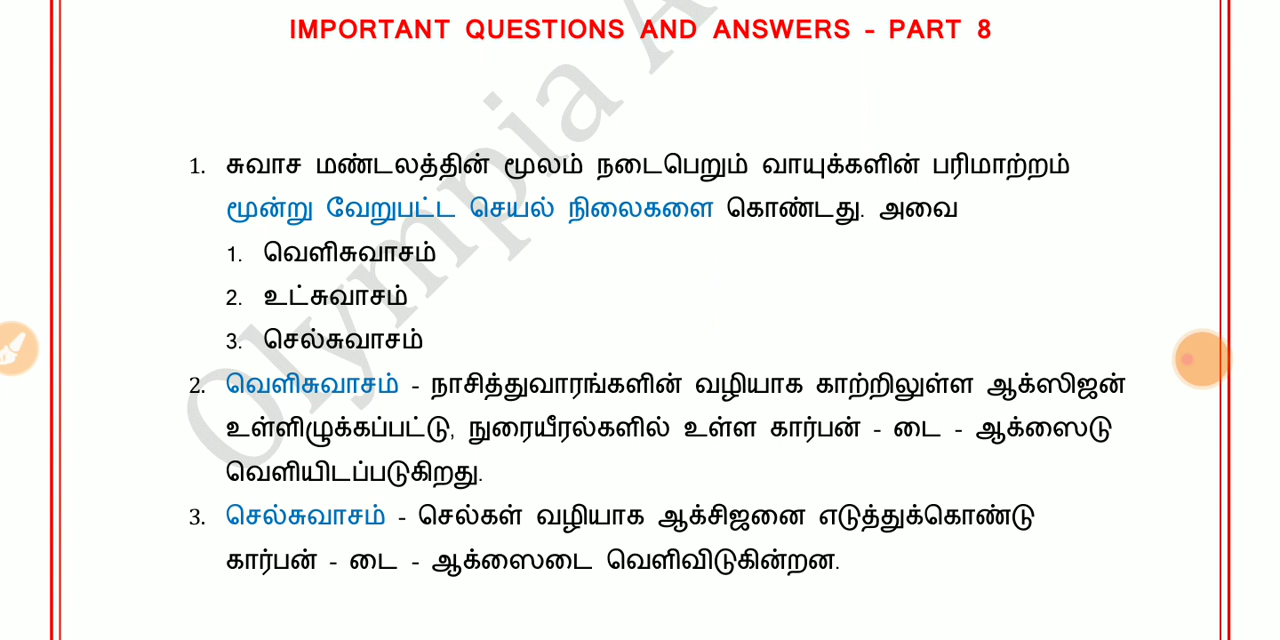 IMPORTANT QUESTIONS AND ANSWERS - PART 8
1. சுவாச மண்டலத்தின் மூலம் நடைபெறும் வாயுக்களின் பரிமாற்றம்
மூன்று வேறுபட்ட செயல் நிலைகளை கொண்டது. அவை
1. வெளிசுவாசம்
2. உட்சுவாசம்
3. செல்சுவாசம்
2. வெளிசுவாசம் - நாசித்துவாரங்களின் வழியாக காற்றிலுள்ள ஆக்ஸிஜன்
உள்ளிழுக்கப்பட்டு, நுரையீரல்களில் உள்ள கார்பன் - டை - ஆக்ஸைடு
வெளியிடப்படுகிறது.
3. செல்சுவாசம் - செல்கள் வழியாக ஆக்சிஜனை எடுத்துக்கொண்டு
கார்பன் - டை - ஆக்ஸைடை வெளிவிடுகின்றன.
Olympia A